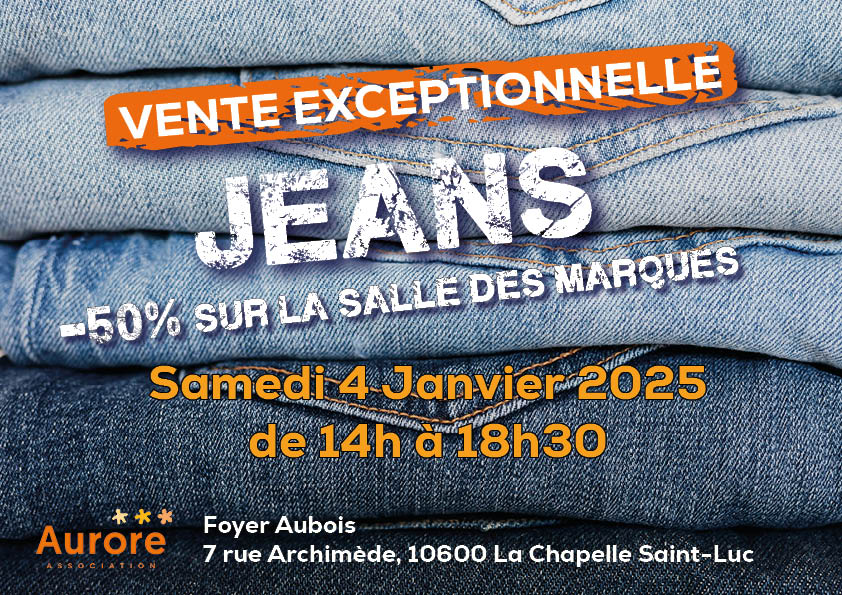 VENTE EXCEPTIONNELLE
JEANS
-50% SUR LA SALLE DES MARQUES
Samedi 4 Janvier 2025
de 14h à 18h30
Aurore
ASSOCIATION
Foyer Aubois
7 rue Archimède, 10600 La Chapelle Saint-Luc